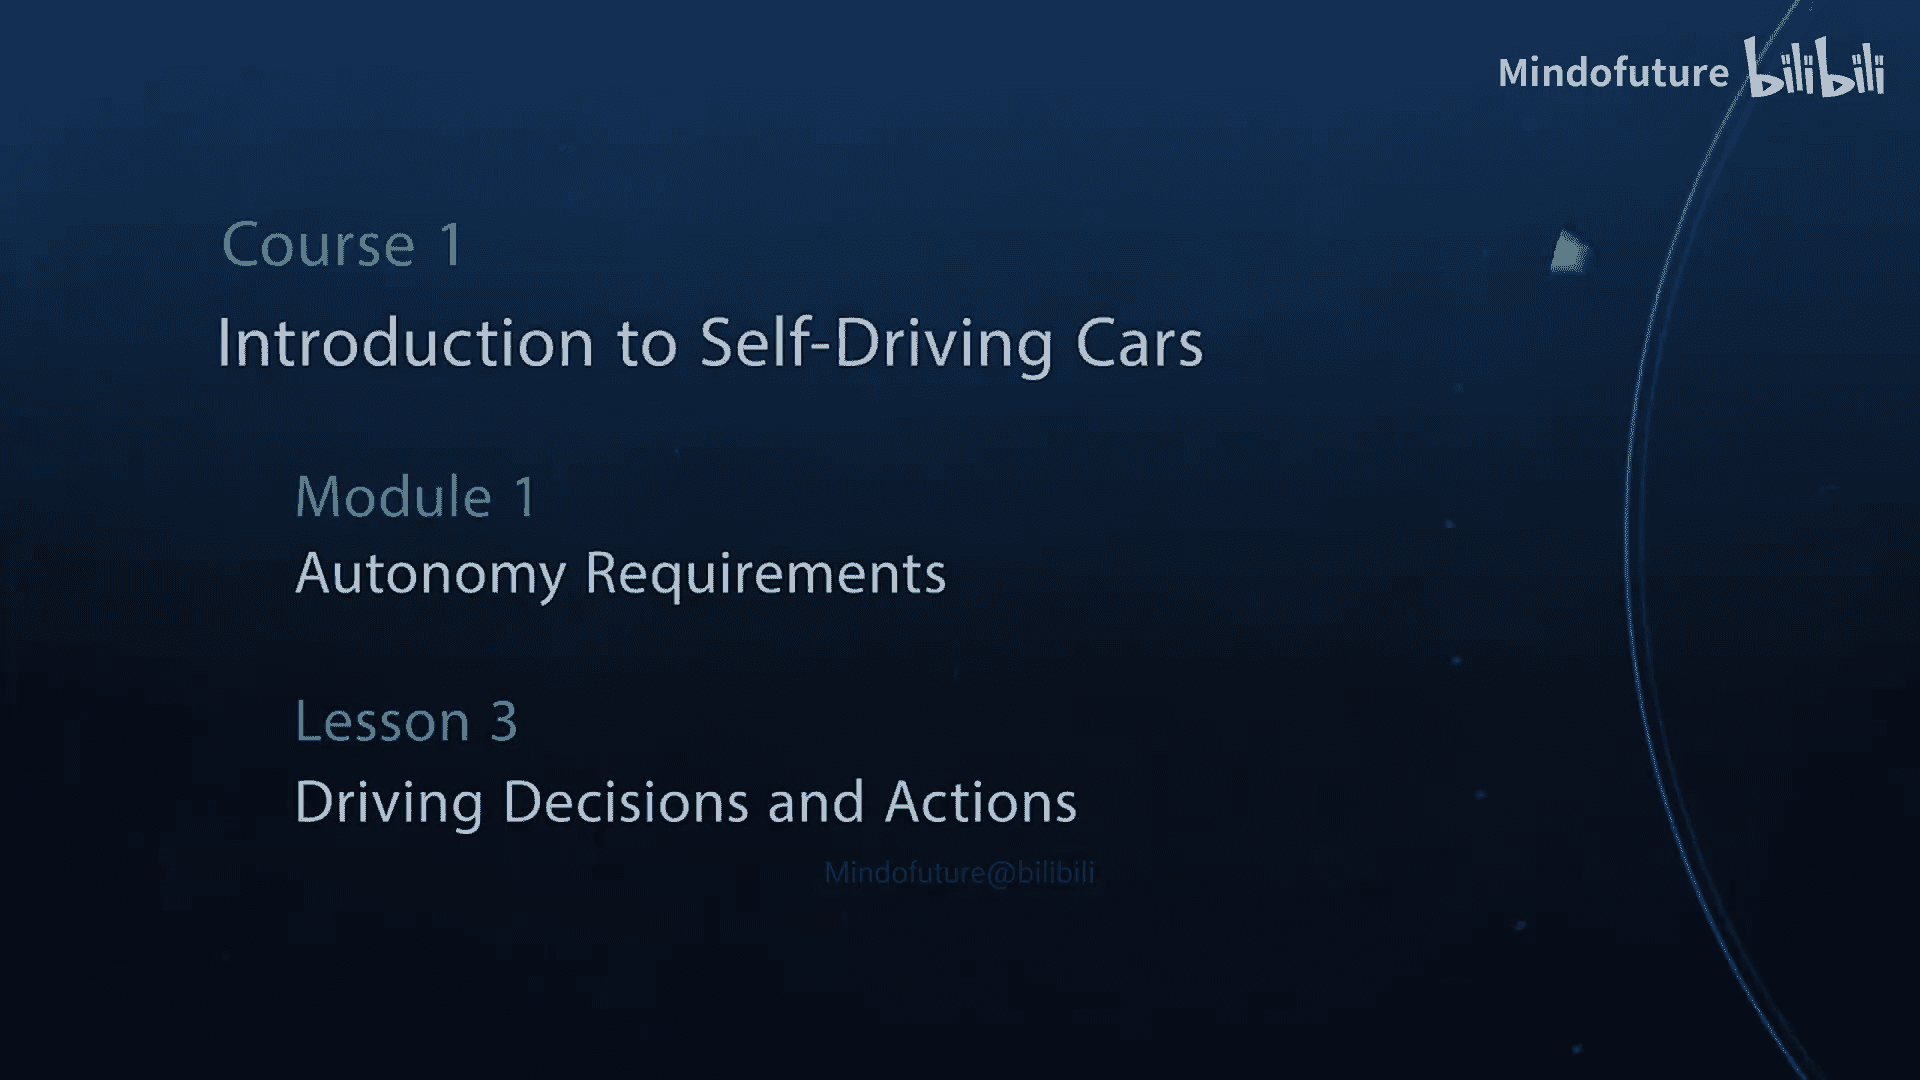 Mindofuture bilibili
Course 1
Introduction to Self-Driving Cars
Module 1
Autonomy Requirements
Lesson 3
Driving Decisions and Actions
Mindofuture@bilibili